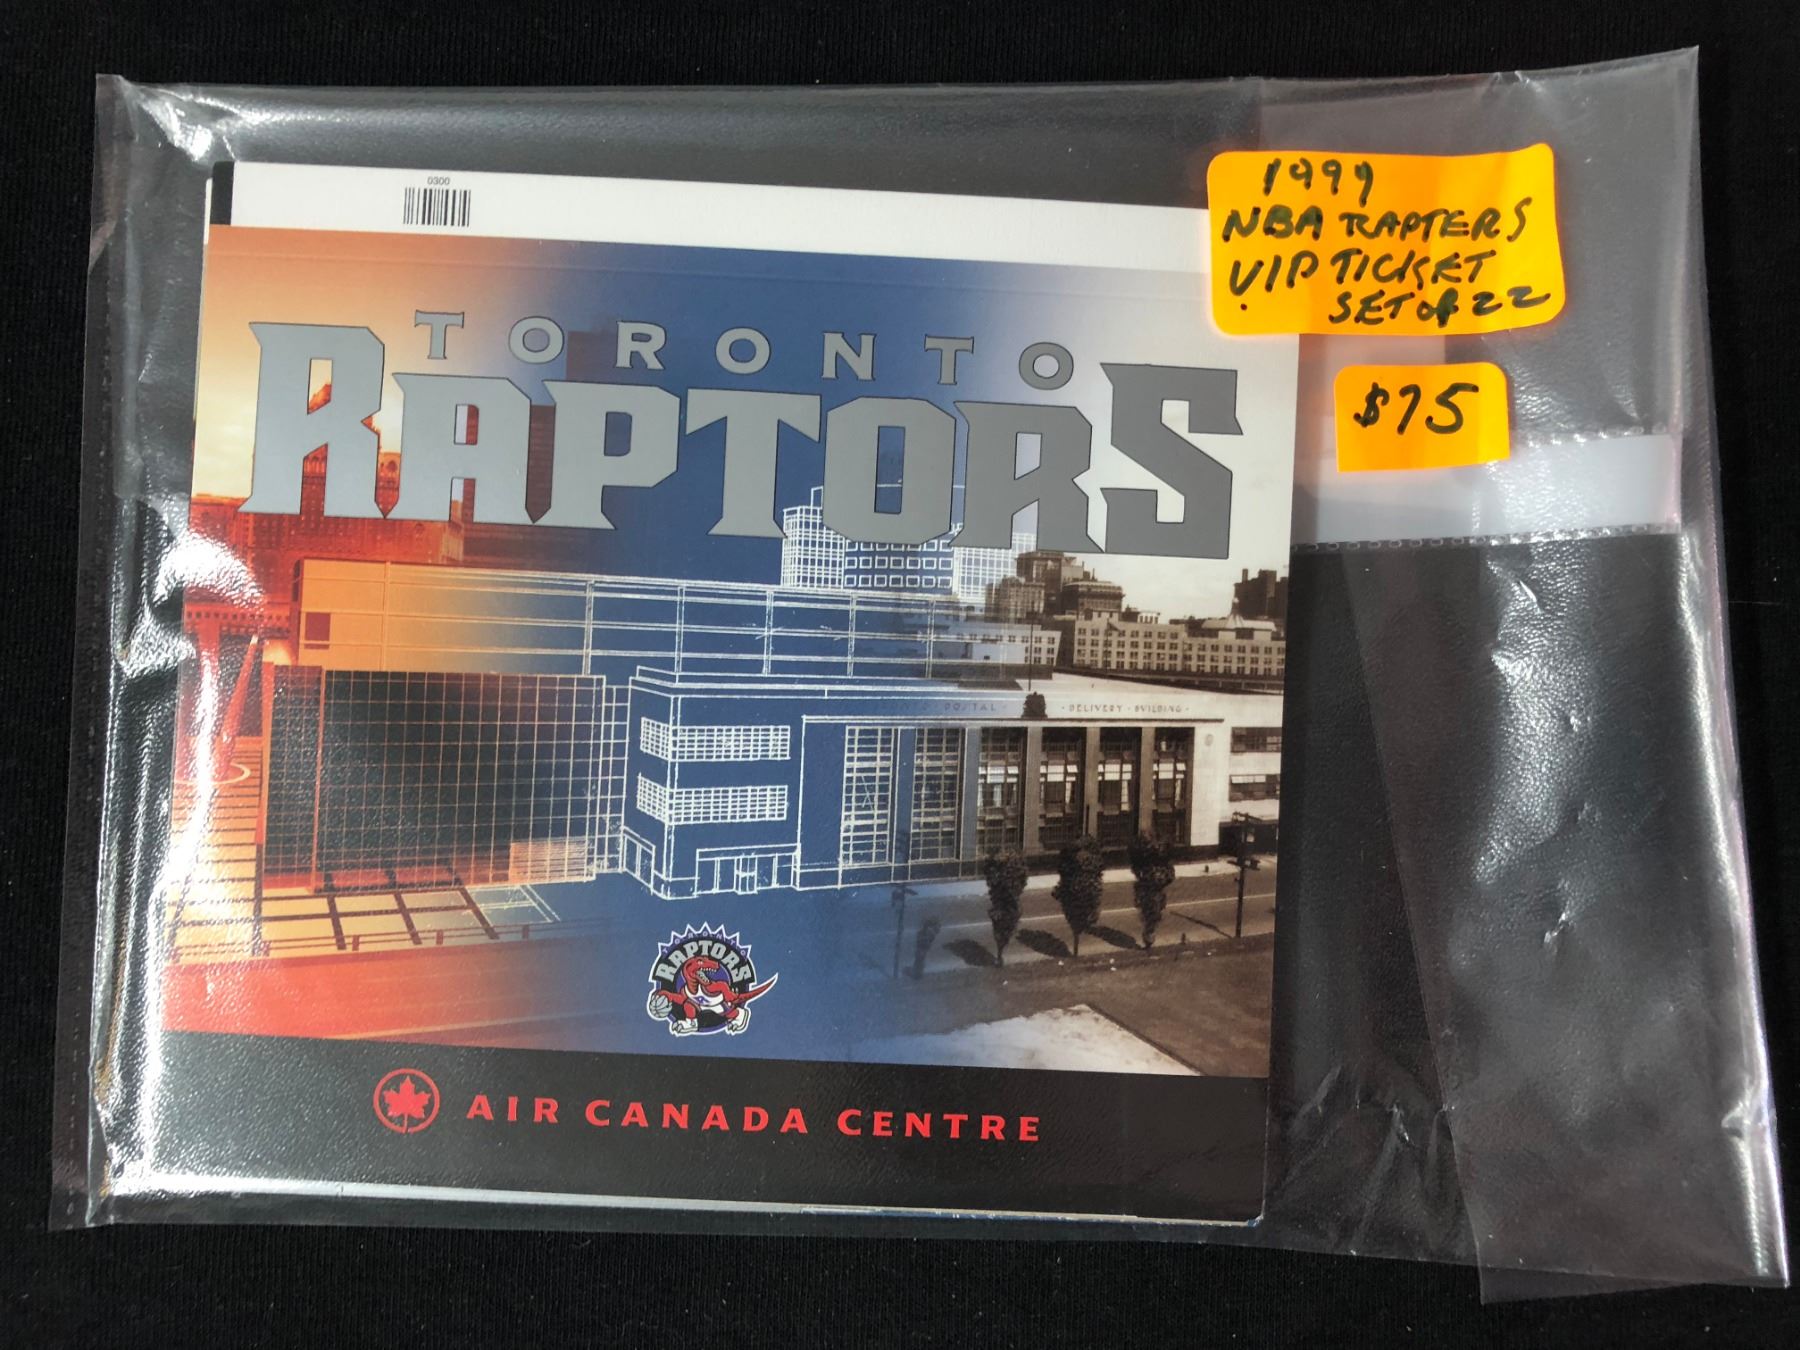 0300
1999
NBA RAPTERS
VIP TICKET
SET of 22
$75
TORONTO
RAPTORS
POSTAL · · DELIVERY · BUILDING ·
TORONTO
RAPTORS
AIR CANADA CENTRE